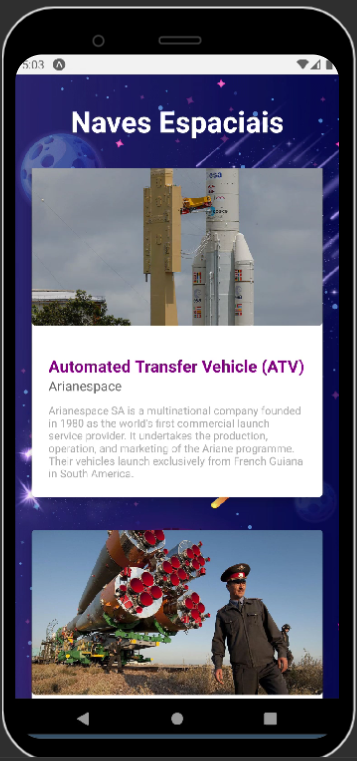 5:03
Naves Espaciais
esa
Automated Transfer Vehicle (ATV)
Arianespace
Arianespace SA is a multinational company founded
in 1980 as the world's first commercial launch
service provider. It undertakes the production,
operation, and marketing of the Ariane programme.
Their vehicles launch exclusively from French Guiana
in South America.